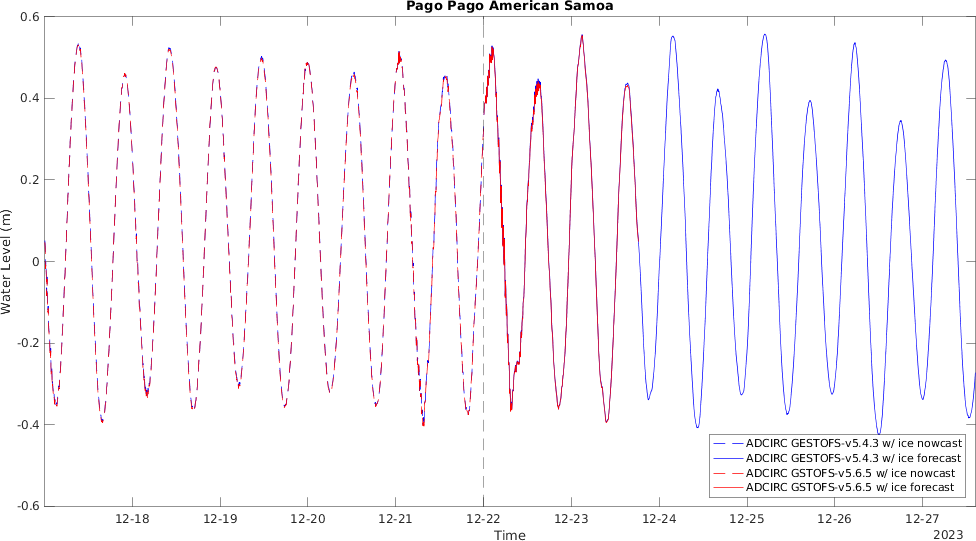 Pago Pago American Samoa
0.6
0.4
0.2
0
-0.2
-0.4
-0.6
Water Level (m)
ADCIRC GESTOFS-v5.4.3 w/ ice nowcast
ADCIRC GESTOFS-v5.4.3 w/ ice forecast
ADCIRC GSTOFS-v5.6.5 w/ ice nowcast
ADCIRC GSTOFS-v5.6.5 w/ ice forecast
12-18 12-19 12-20 12-21 12-22 12-23 12-24 12-25 12-26 12-27
Time
2023